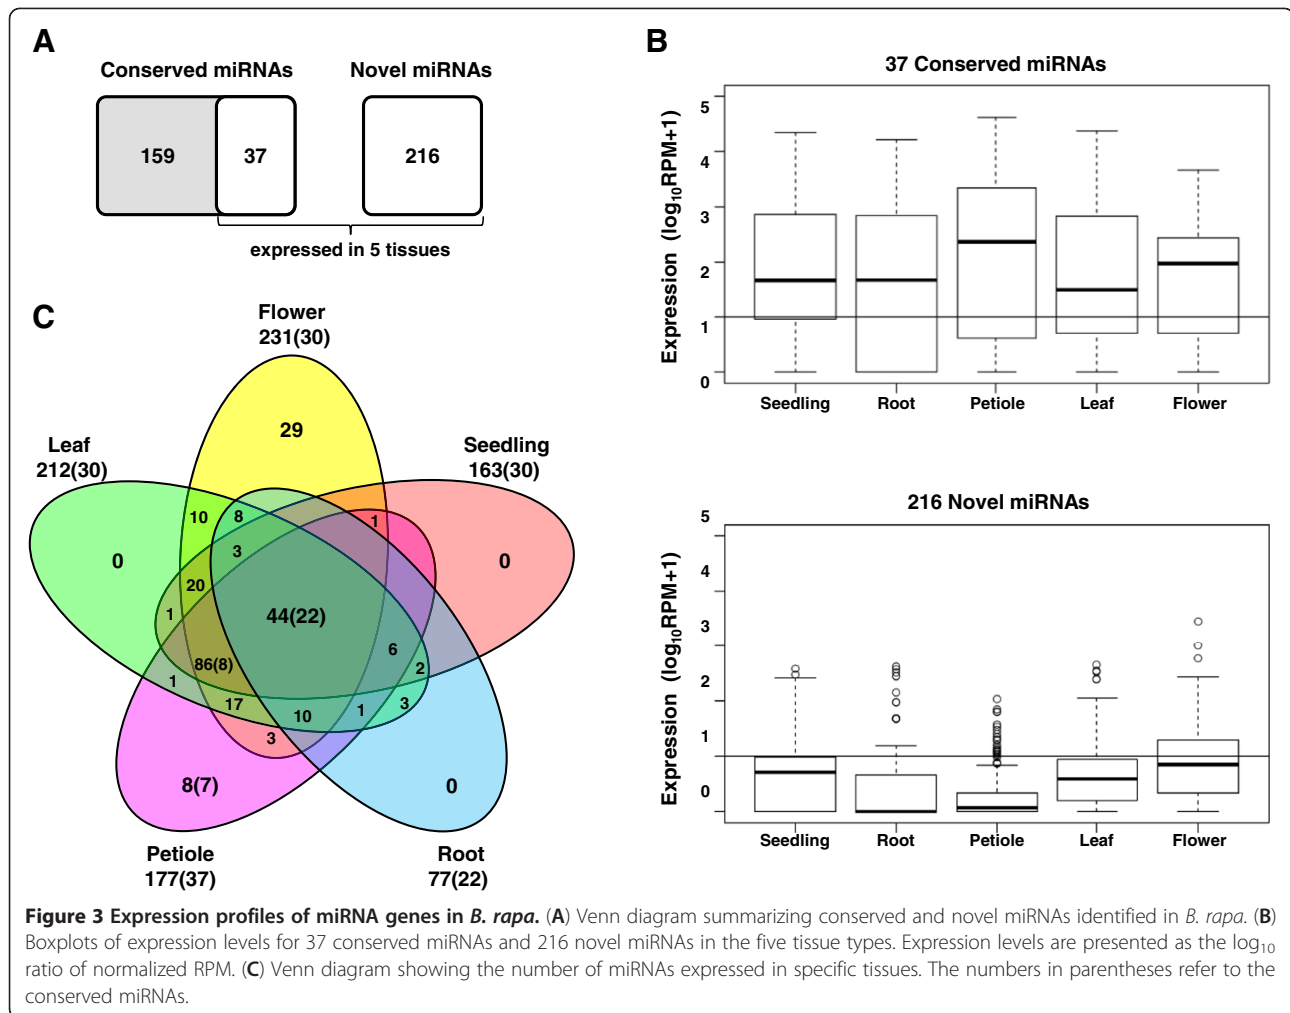 A
Conserved miRNAs
Novel miRNAs
159
37
216
expressed in 5 tissues
B
37 Conserved miRNAs
Expression (log10RPM+1)
5
4
3
2
1
0
Seedling
Root
Petiole
Leaf
Flower
216 Novel miRNAs
Expression (log10RPM+1)
5
4
3
2
1
0
Seedling
Root
Petiole
Leaf
Flower
C
Flower
231(30)
Leaf
212(30)
Seedling
163(30)
29
10
8
1
0
3
0
20
1
44(22)
6
86(8)
2
1
17
10
1
3
3
8(7)
0
Petiole
177(37)
Root
77(22)
Figure 3 Expression profiles of miRNA genes in B. rapa. (A) Venn diagram summarizing conserved and novel miRNAs identified in B. rapa. (B)
Boxplots of expression levels for 37 conserved miRNAs and 216 novel miRNAs in the five tissue types. Expression levels are presented as the log10
ratio of normalized RPM. (C) Venn diagram showing the number of miRNAs expressed in specific tissues. The numbers in parentheses refer to the
conserved miRNAs.